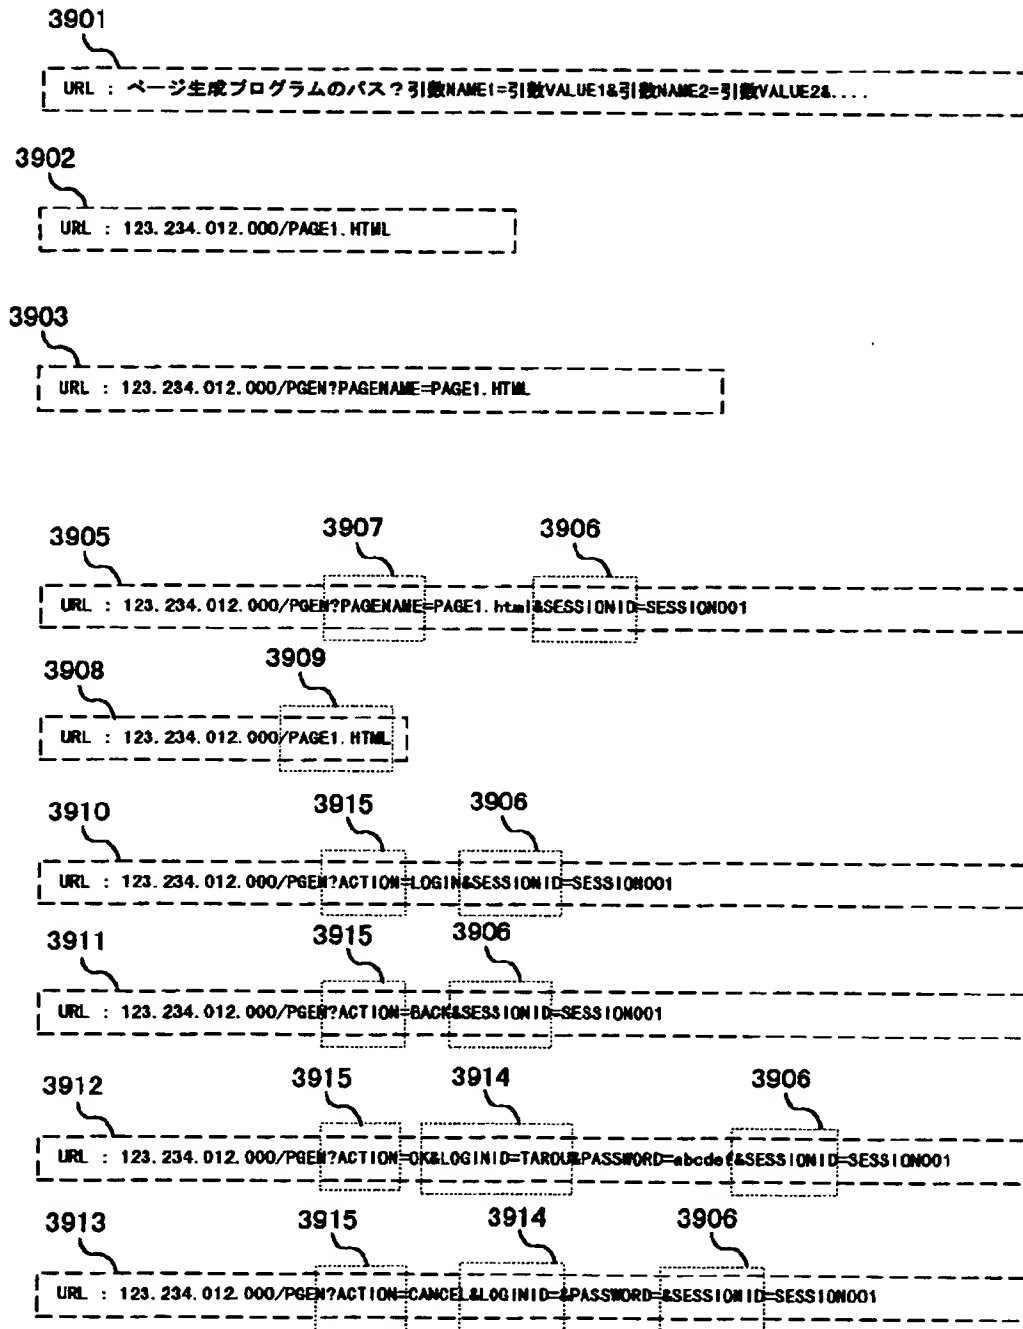 3901
URL : ページ生成プログラムのパス?引数NAME1=引数VALUE1&引数NAME2=引数VALUE2&....
3902
URL : 123.234.012.000/PAGE1.HTML
3903
URL : 123.234.012.000/PGEN?PAGENAME=PAGE1.HTML
3905 3907 3906
URL : 123.234.012.000/PGEN?PAGENAME=PAGE1.html&SESSIONID=SESSION001
3908 3909
URL : 123.234.012.000/PAGE1.HTML
3910 3915 3906
URL : 123.234.012.000/PGEN?ACTION=LOGIN&SESSIONID=SESSION001
3911 3915 3906
URL : 123.234.012.000/PGEN?ACTION=BACK&SESSIONID=SESSION001
3912 3915 3914 3906
URL : 123.234.012.000/PGEN?ACTION=OK&LOGINID=TAROU&PASSWORD=abcdef&SESSIONID=SESSION001
3913 3915 3914 3906
URL : 123.234.012.000/PGEN?ACTION=CANCEL&LOGINID=&PASSWORD=&SESSIONID=SESSION001